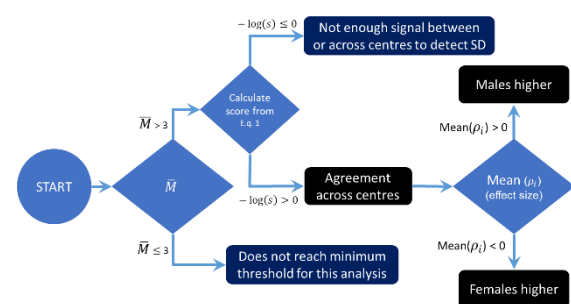 − log(s) ≤ 0
Not enough signal between
or across centres to detect SD
M̅ > 3
Calculate
score from
E.q. 1
Males higher
Mean(ρᵢ) > 0
START
M̅
Agreement
across centres
Mean (ρᵢ)
(effect size)
− log(s) > 0
M̅ ≤ 3
Does not reach minimum
threshold for this analysis
Mean(ρᵢ) < 0
Females higher